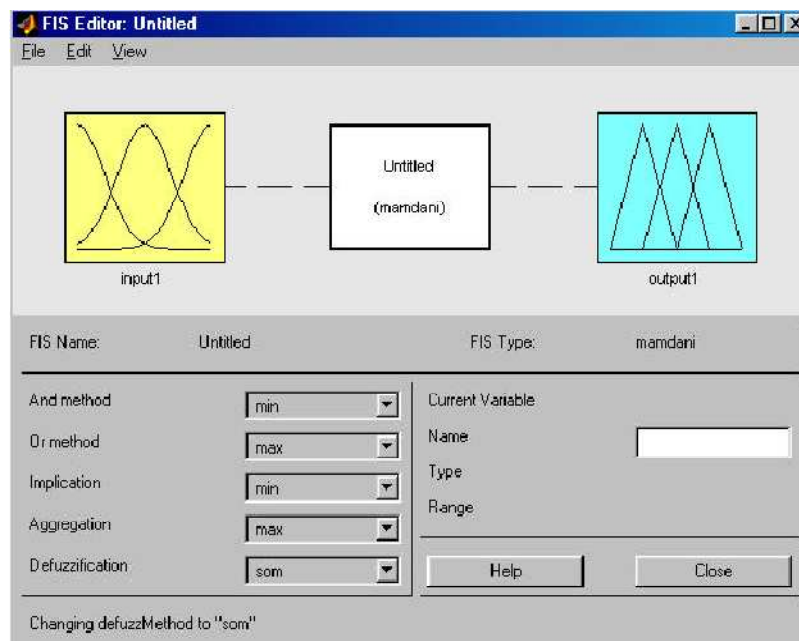 FIS Editor: Untitled
File Edit View
Untitled
(mamdani)
input1
output1
FIS Name: Untitled FIS Type: mamdani
And method min
Or method max
Implication min
Aggregation max
Defuzzification som
Current Variable
Name
Type
Range
Help Close
Changing defuzzMethod to "som"